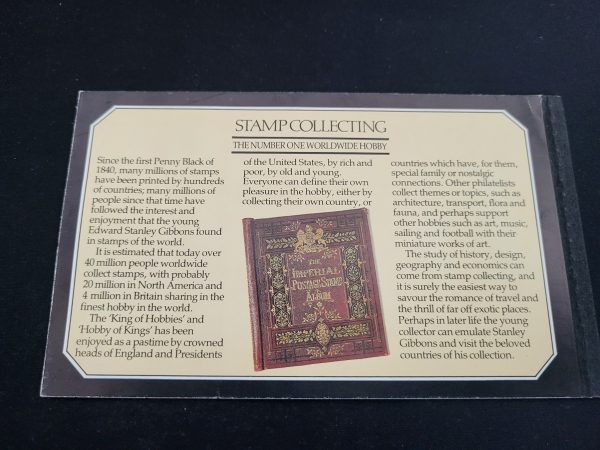 STAMP COLLECTING
THE NUMBER ONE WORLDWIDE HOBBY
Since the first Penny Black of
1840, many millions of stamps
have been printed by hundreds
of countries; many millions of
people since that time have
followed the interest and
enjoyment that the young
Edward Stanley Gibbons found
in stamps of the world.
It is estimated that today over
40 million people worldwide
collect stamps, with probably
20 million in North America and
4 million in Britain sharing in the
finest hobby in the world.
The 'King of Hobbies' and
'Hobby of Kings' has been
enjoyed as a pastime by crowned
heads of England and Presidents
of the United States, by rich and
poor, by old and young.
Everyone can define their own
pleasure in the hobby, either by
collecting their own country, or
THE
IMPERIAL
POSTAGE STAMP
ALBUM
countries which have, for them,
special family or nostalgic
connections. Other philatelists
collect themes or topics, such as
architecture, transport, flora and
fauna, and perhaps support
other hobbies such as art, music,
sailing and football with their
miniature works of art.
The study of history, design,
geography and economics can
come from stamp collecting, and
it is surely the easiest way to
savour the romance of travel and
the thrill of far off exotic places.
Perhaps in later life the young
collector can emulate Stanley
Gibbons and visit the beloved
countries of his collection.